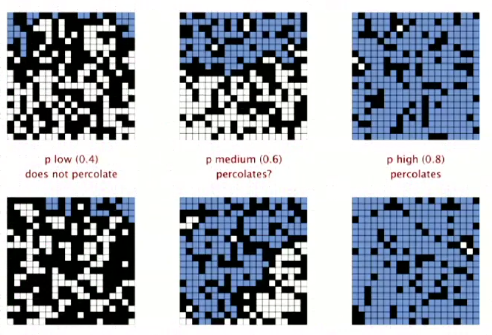 p low (0.4)
does not percolate
p medium (0.6)
percolates?
p high (0.8)
percolates